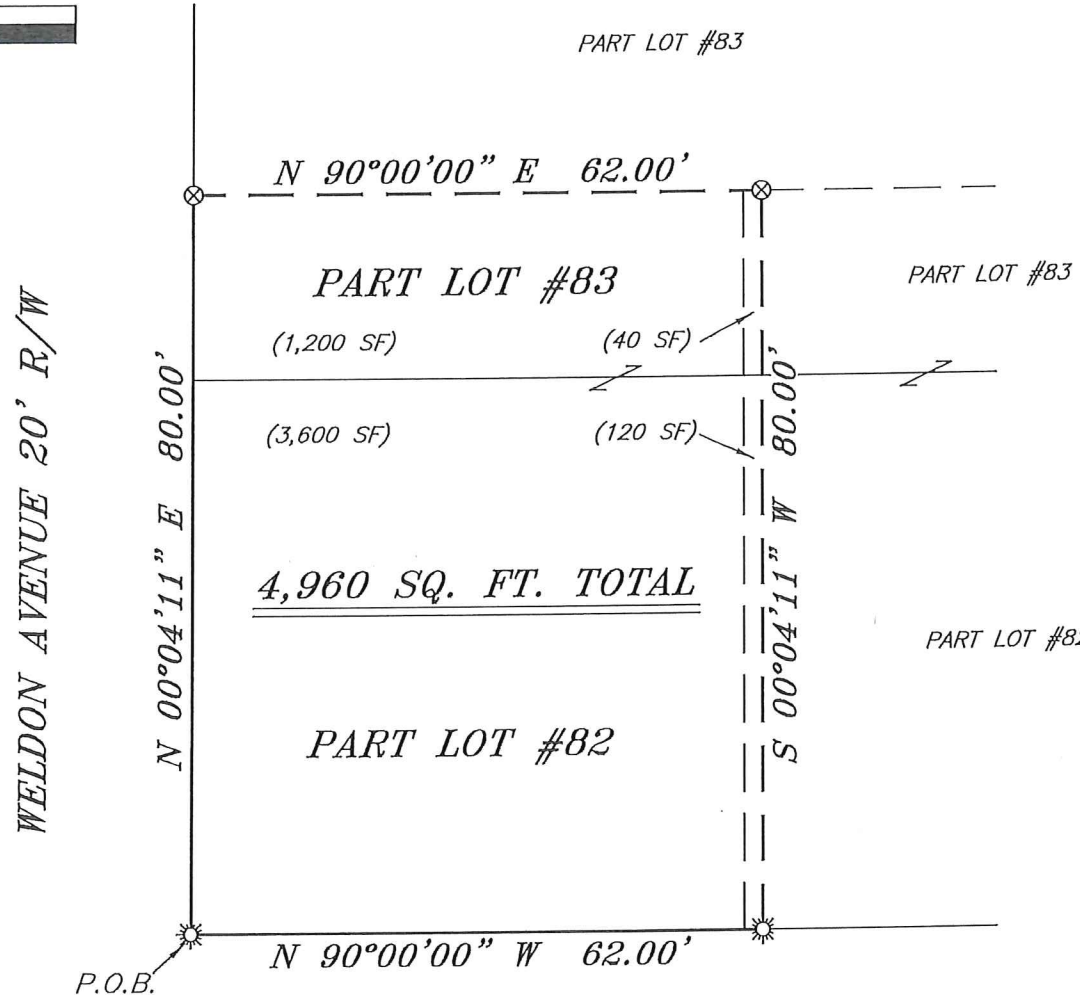 PART LOT #83
N 90°00'00" E 62.00'
PART LOT #83
PART LOT #83
(1,200 SF)
(40 SF)
WELDON AVENUE 20' R/W
N 00°04'11" E 80.00'
S 00°04'11" W 80.00'
(3,600 SF)
(120 SF)
4,960 SQ. FT. TOTAL
PART LOT #82
PART LOT #82
N 90°00'00" W 62.00'
P.O.B.